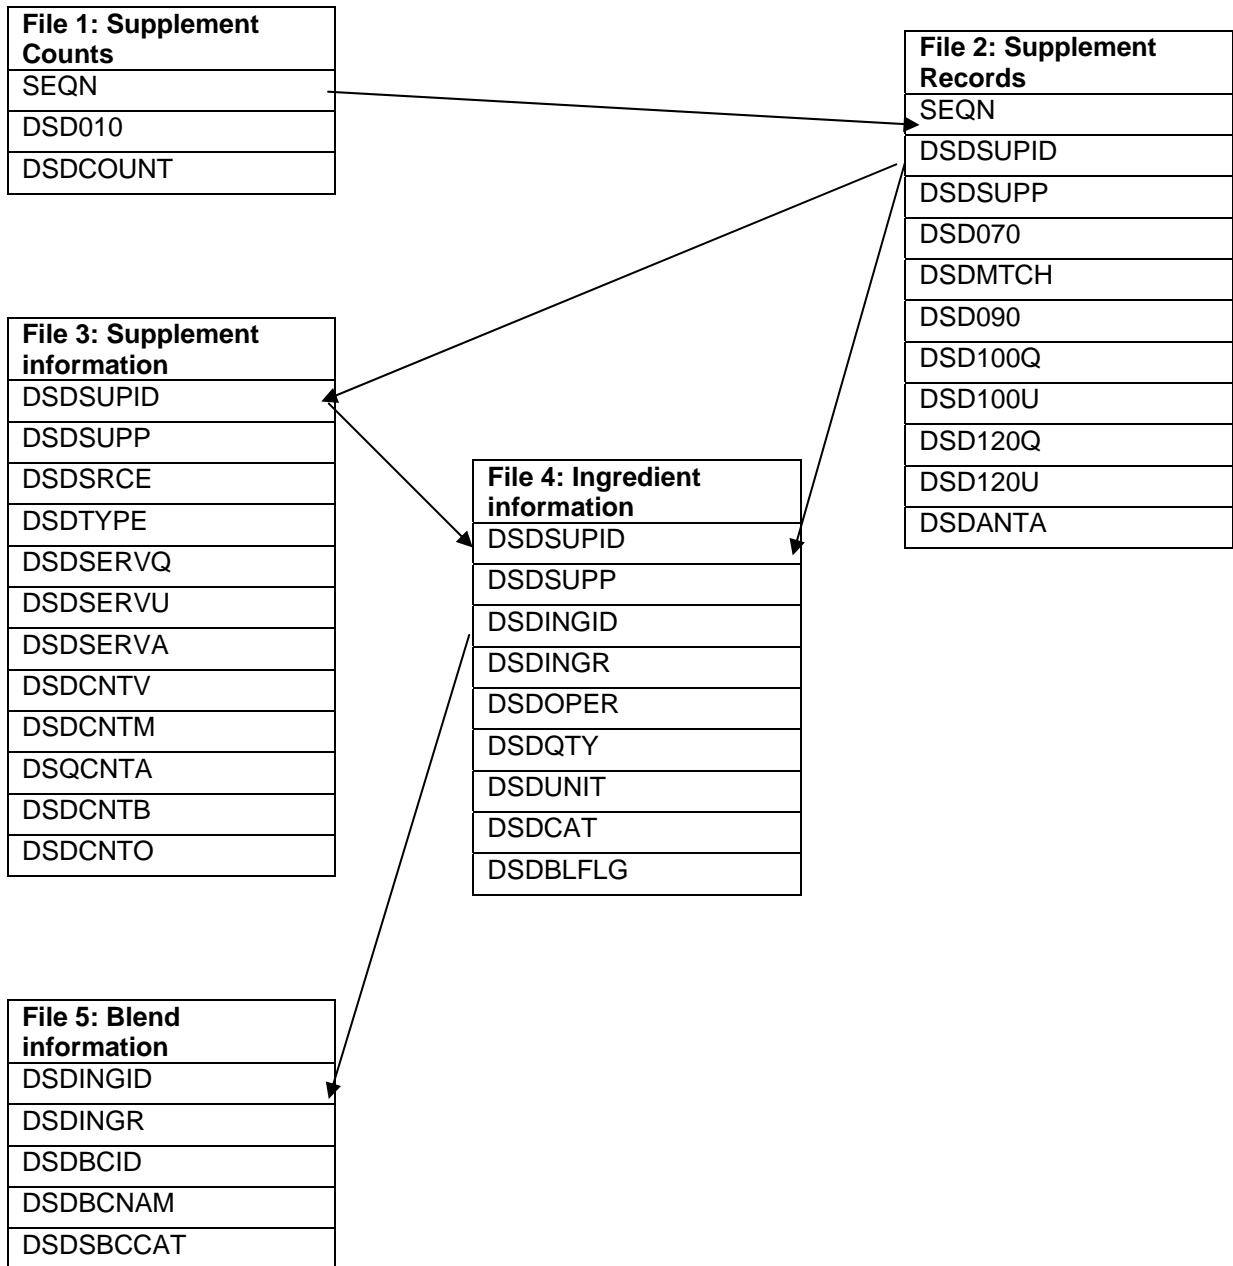 File 1: Supplement
Counts
SEQN
DSD010
DSDCOUNT
File 2: Supplement
Records
SEQN
DSDSUPID
DSDSUPP
DSD070
DSDMTCH
DSD090
DSD100Q
DSD100U
DSD120Q
DSD120U
DSDANTA
File 3: Supplement
information
DSDSUPID
DSDSUPP
DSDSRCE
DSDTYPE
DSDSERVQ
DSDSERVU
DSDSERVA
DSDCNTV
DSDCNTM
DSQCNTA
DSDCNTB
DSDCNTO
File 4: Ingredient
information
DSDSUPID
DSDSUPP
DSDINGID
DSDINGR
DSDOPER
DSDQTY
DSDUNIT
DSDCAT
DSDBLFLG
File 5: Blend
information
DSDINGID
DSDINGR
DSDBCID
DSDBCNAM
DSDSBCCAT